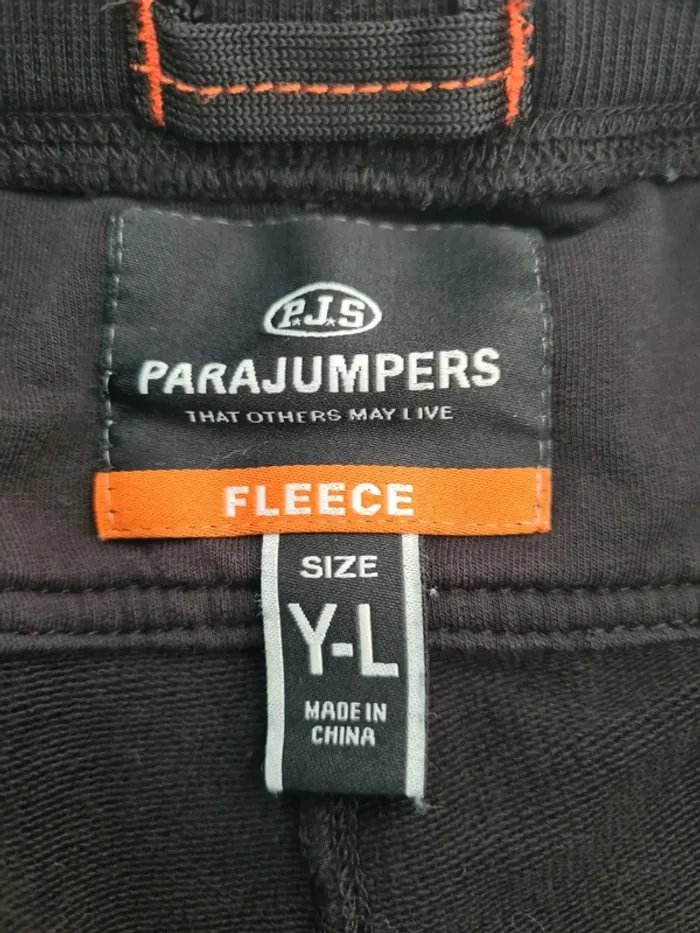 P.J.S
PARAJUMPERS
THAT OTHERS MAY LIVE
FLEECE
SIZE
Y-L
MADE IN
CHINA